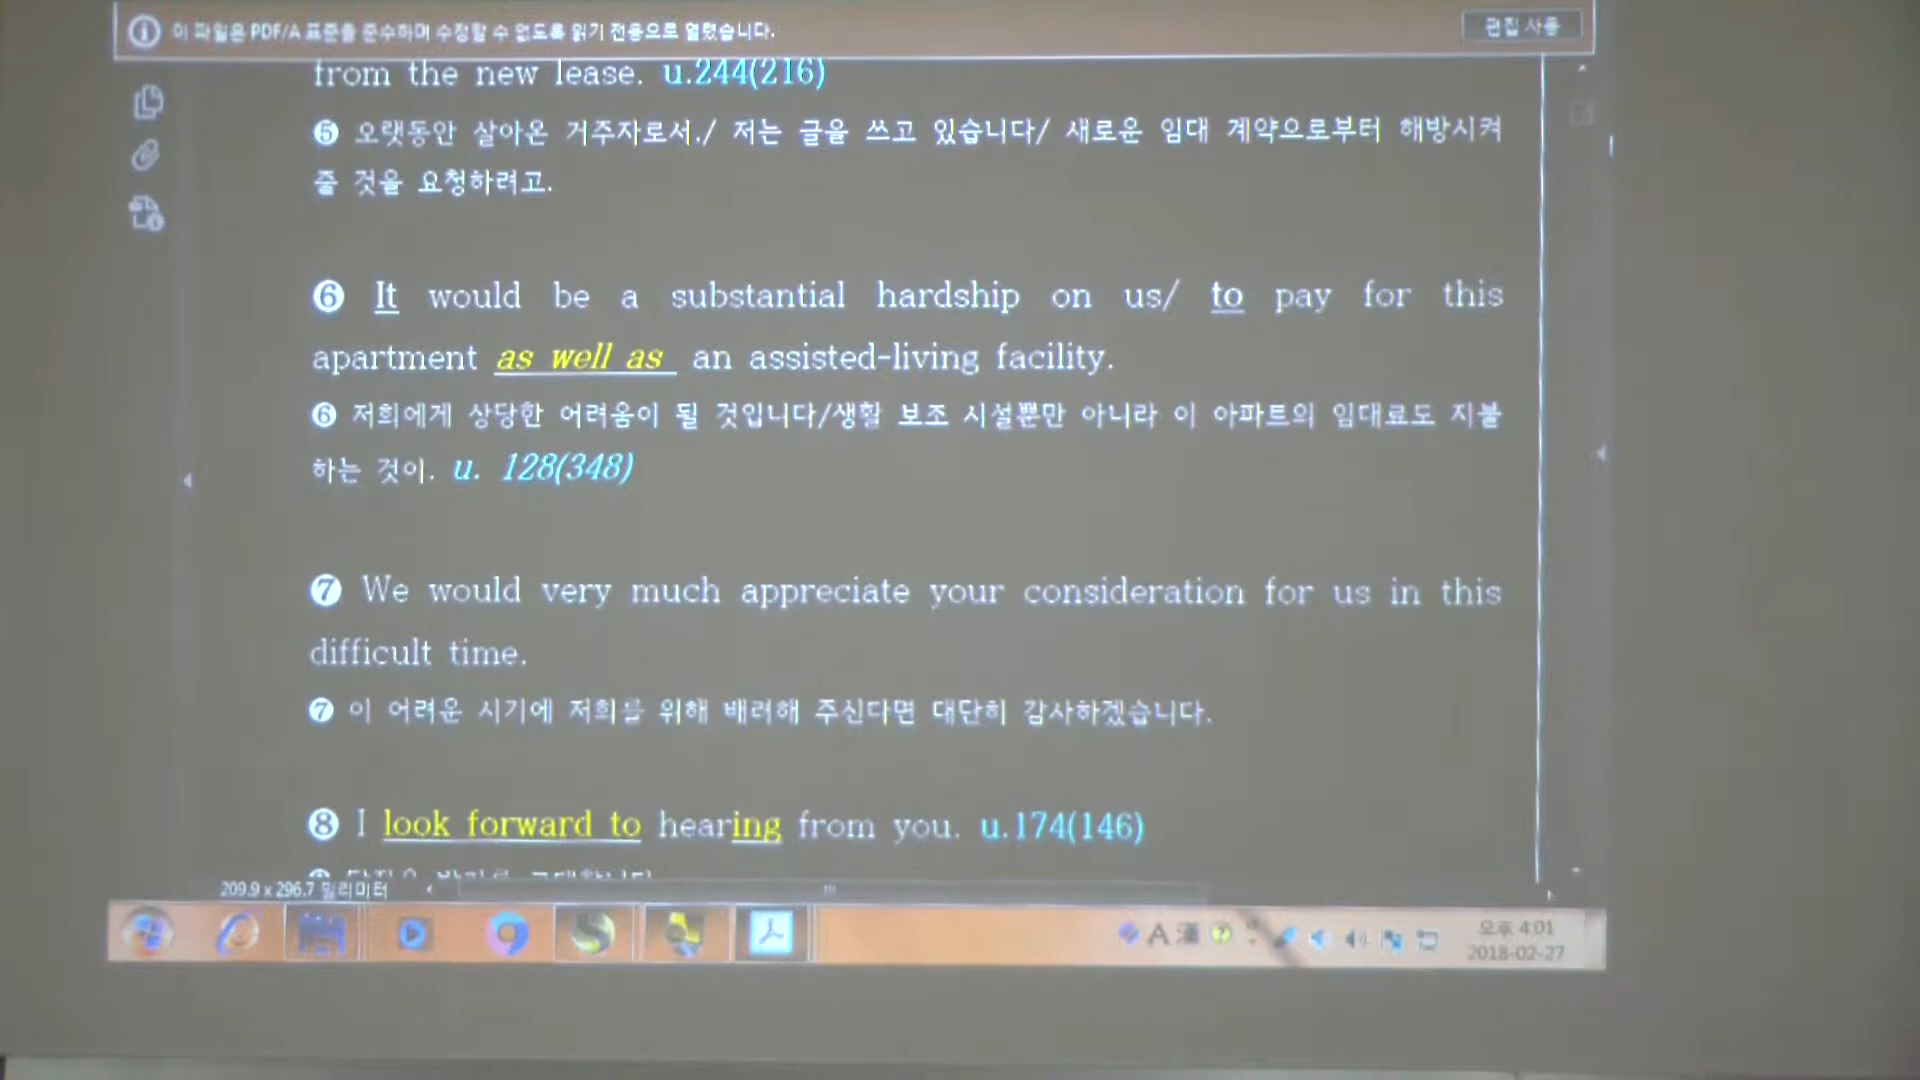 이 파일은 PDF/A 표준을 준수하며 수정할 수 없도록 읽기 전용으로 열렸습니다.
편집 사용
from the new lease. u.244(216)
❺ 오랫동안 살아온 거주자로서./ 저는 글을 쓰고 있습니다/ 새로운 임대 계약으로부터 해방시켜
줄 것을 요청하려고.
❻ It would be a substantial hardship on us/ to pay for this
apartment as well as an assisted-living facility.
❻ 저희에게 상당한 어려움이 될 것입니다/생활 보조 시설뿐만 아니라 이 아파트의 임대료도 지불
하는 것이. u. 128(348)
❼ We would very much appreciate your consideration for us in this
difficult time.
❼ 이 어려운 시기에 저희를 위해 배려해 주신다면 대단히 감사하겠습니다.
❽ I look forward to hearing from you. u.174(146)
209.9 x 296.7 밀리미터
A 漢
오후 4:01
2018-02-27